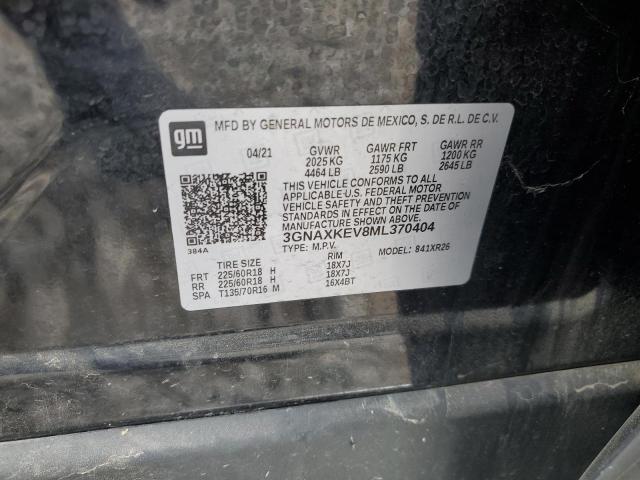 gm
MFD BY GENERAL MOTORS DE MEXICO, S. DE R.L. DE C.V.
04/21 GVWR GAWR FRT GAWR RR
2025 KG 1175 KG 1200 KG
4464 LB 2590 LB 2645 LB
THIS VEHICLE CONFORMS TO ALL
APPLICABLE U.S. FEDERAL MOTOR
VEHICLE SAFETY AND THEFT PREVENTION
STANDARDS IN EFFECT ON THE DATE OF
MANUFACTURE SHOWN ABOVE.
3GNAXKEV8ML370404
384A
TYPE: M.P.V. MODEL: 841XR26
TIRE SIZE RIM
FRT 225/60R18 H 18X7J
RR 225/60R18 H 18X7J
SPA T135/70R16 M 16X4BT